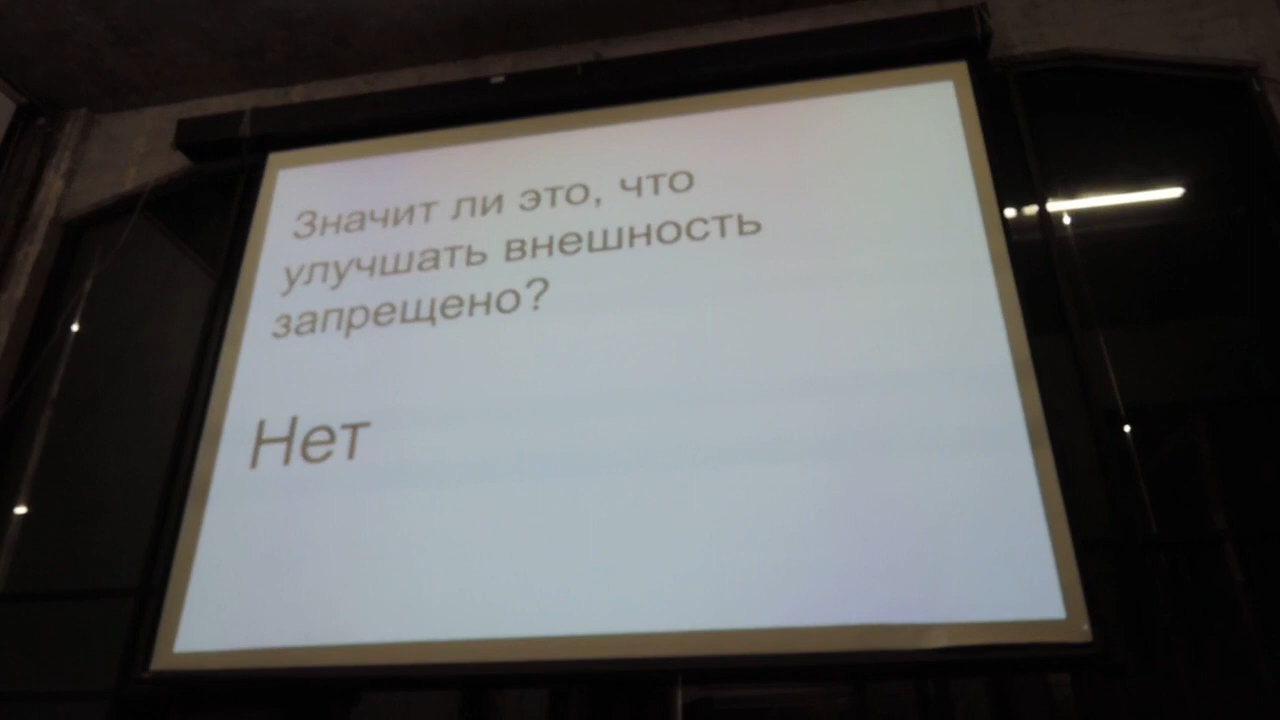 Значит ли это, что
улучшать внешность
запрещено?
Нет